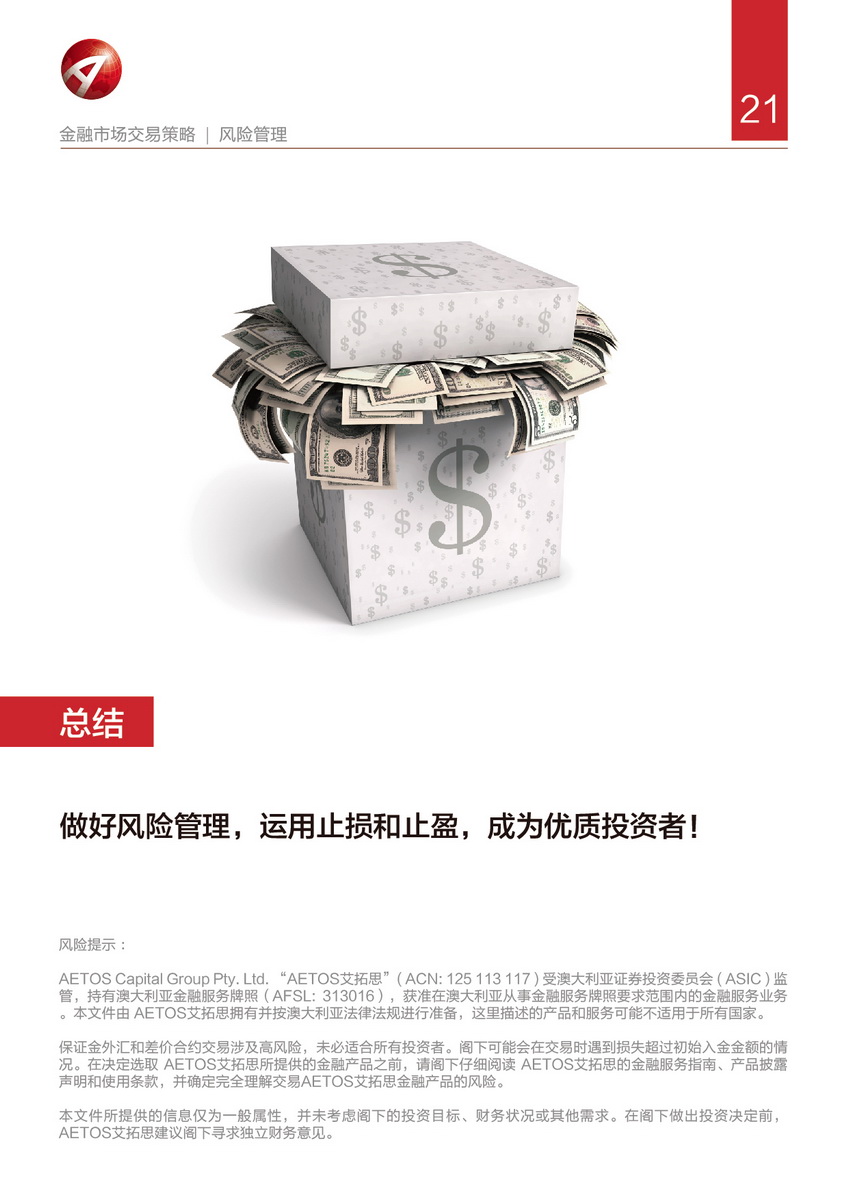 21
金融市场交易策略 | 风险管理
$
$
总结
做好风险管理，运用止损和止盈，成为优质投资者！
风险提示：
AETOS Capital Group Pty. Ltd. “AETOS艾拓思”（ACN: 125 113 117）受澳大利亚证券投资委员会（ASIC）监
管，持有澳大利亚金融服务牌照（AFSL: 313016），获准在澳大利亚从事金融服务牌照要求范围内的金融服务业务
。本文件由 AETOS艾拓思拥有并按澳大利亚法律法规进行准备，这里描述的产品和服务可能不适用于所有国家。
保证金外汇和差价合约交易涉及高风险，未必适合所有投资者。阁下可能会在交易时遇到损失超过初始入金金额的情
况。在决定选取 AETOS艾拓思所提供的金融产品之前，请阁下仔细阅读 AETOS艾拓思的金融服务指南、产品披露
声明和使用条款，并确定完全理解交易AETOS艾拓思金融产品的风险。
本文件所提供的信息仅为一般属性，并未考虑阁下的投资目标、财务状况或其他需求。在阁下做出投资决定前，
AETOS艾拓思建议阁下寻求独立财务意见。